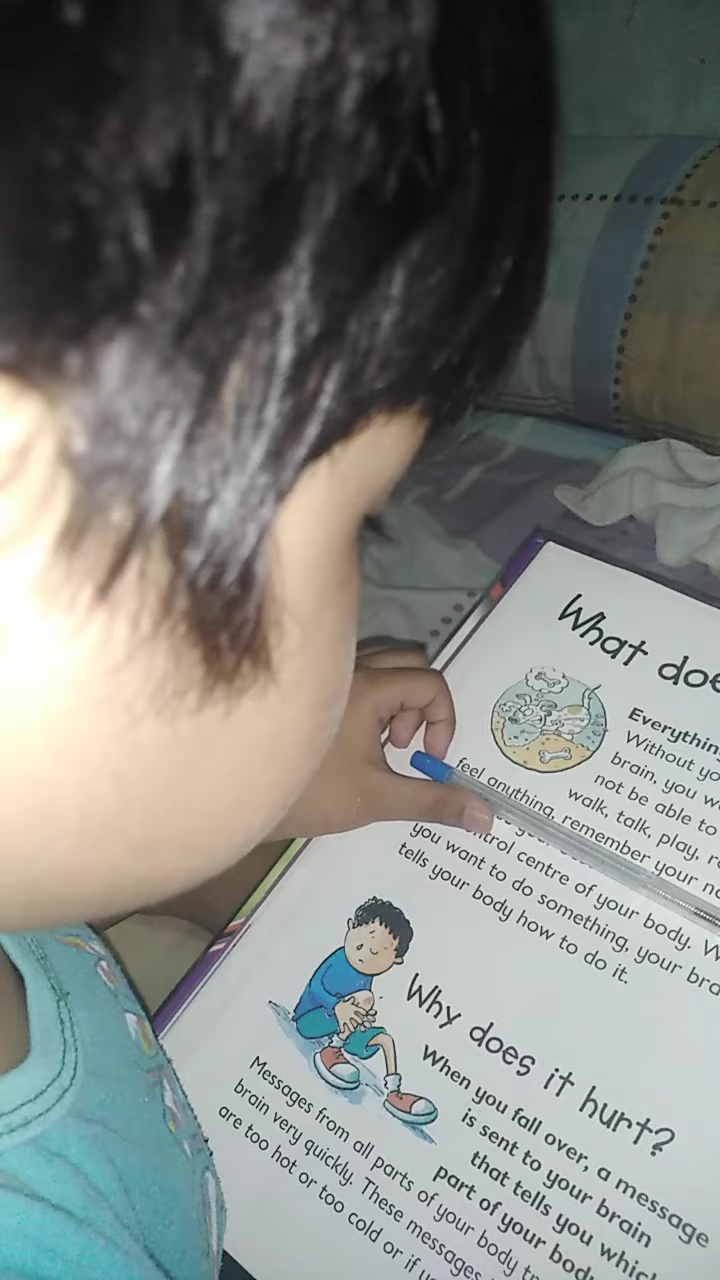 What doe
Everything
Without yo
brain, you w
not be able to
feel anything,
walk, talk, play, r
remember your n
ntrol centre of your body. W
you want to do something, your bra
tells your body how to do it.
Why does it hurt?
When you fall over, a message
is sent to your brain
that tells you which
part of your body
Messages from all parts of your body tr
brain very quickly. These messages
are too hot or too cold or if y